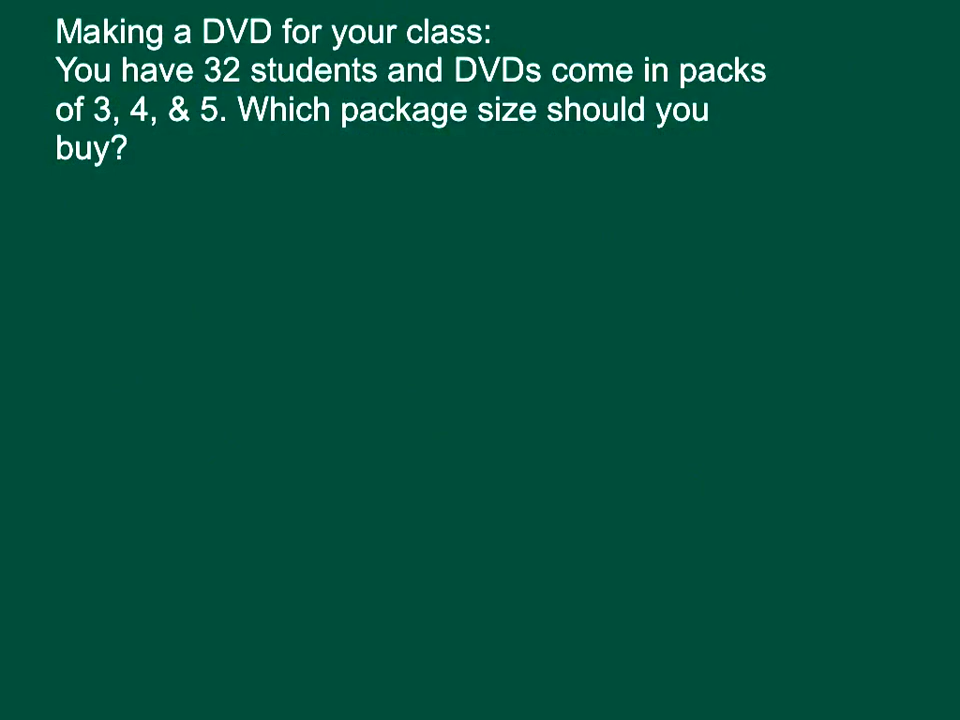 Making a DVD for your class:
You have 32 students and DVDs come in packs
of 3, 4, & 5. Which package size should you
buy?